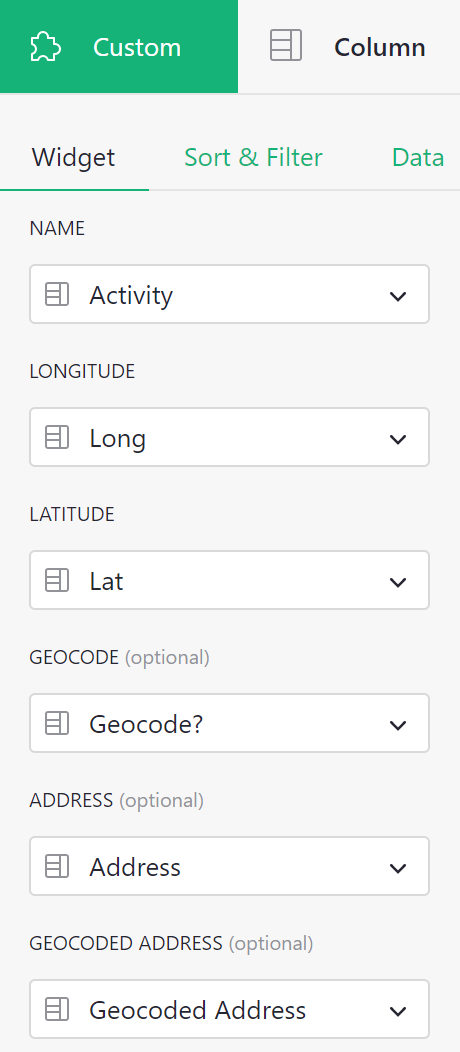 Custom Column
Widget Sort & Filter Data
NAME
Activity
LONGITUDE
Long
LATITUDE
Lat
GEOCODE (optional)
Geocode?
ADDRESS (optional)
Address
GEOCODED ADDRESS (optional)
Geocoded Address